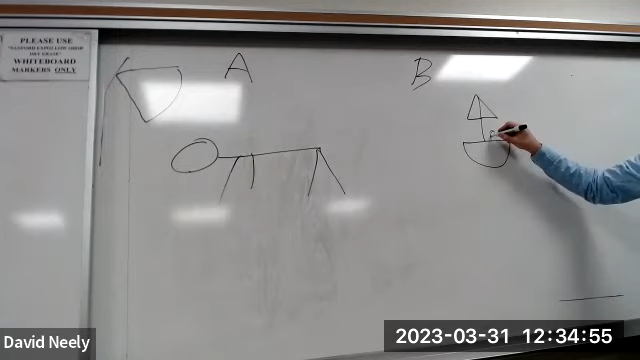 PLEASE USE
WHITEBOARD
MARKERS ONLY
A
B
David Neely
2023-03-31 12:34:55